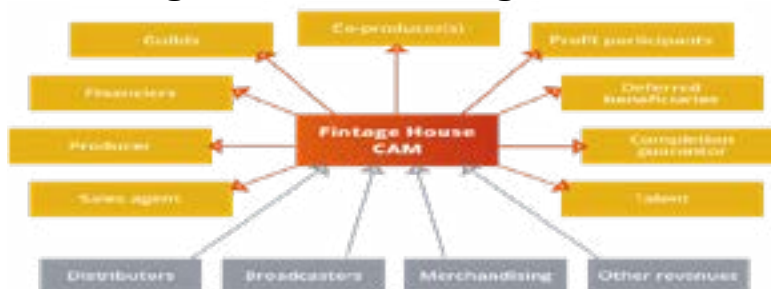 Guilds
Co-producer(s)
Profit participants
Financiers
Deferred
beneficiaries
Fintage House
CAM
Producer
Completion
guarantor
Sales agent
Talent
Distributors
Broadcasters
Merchandising
Other revenues